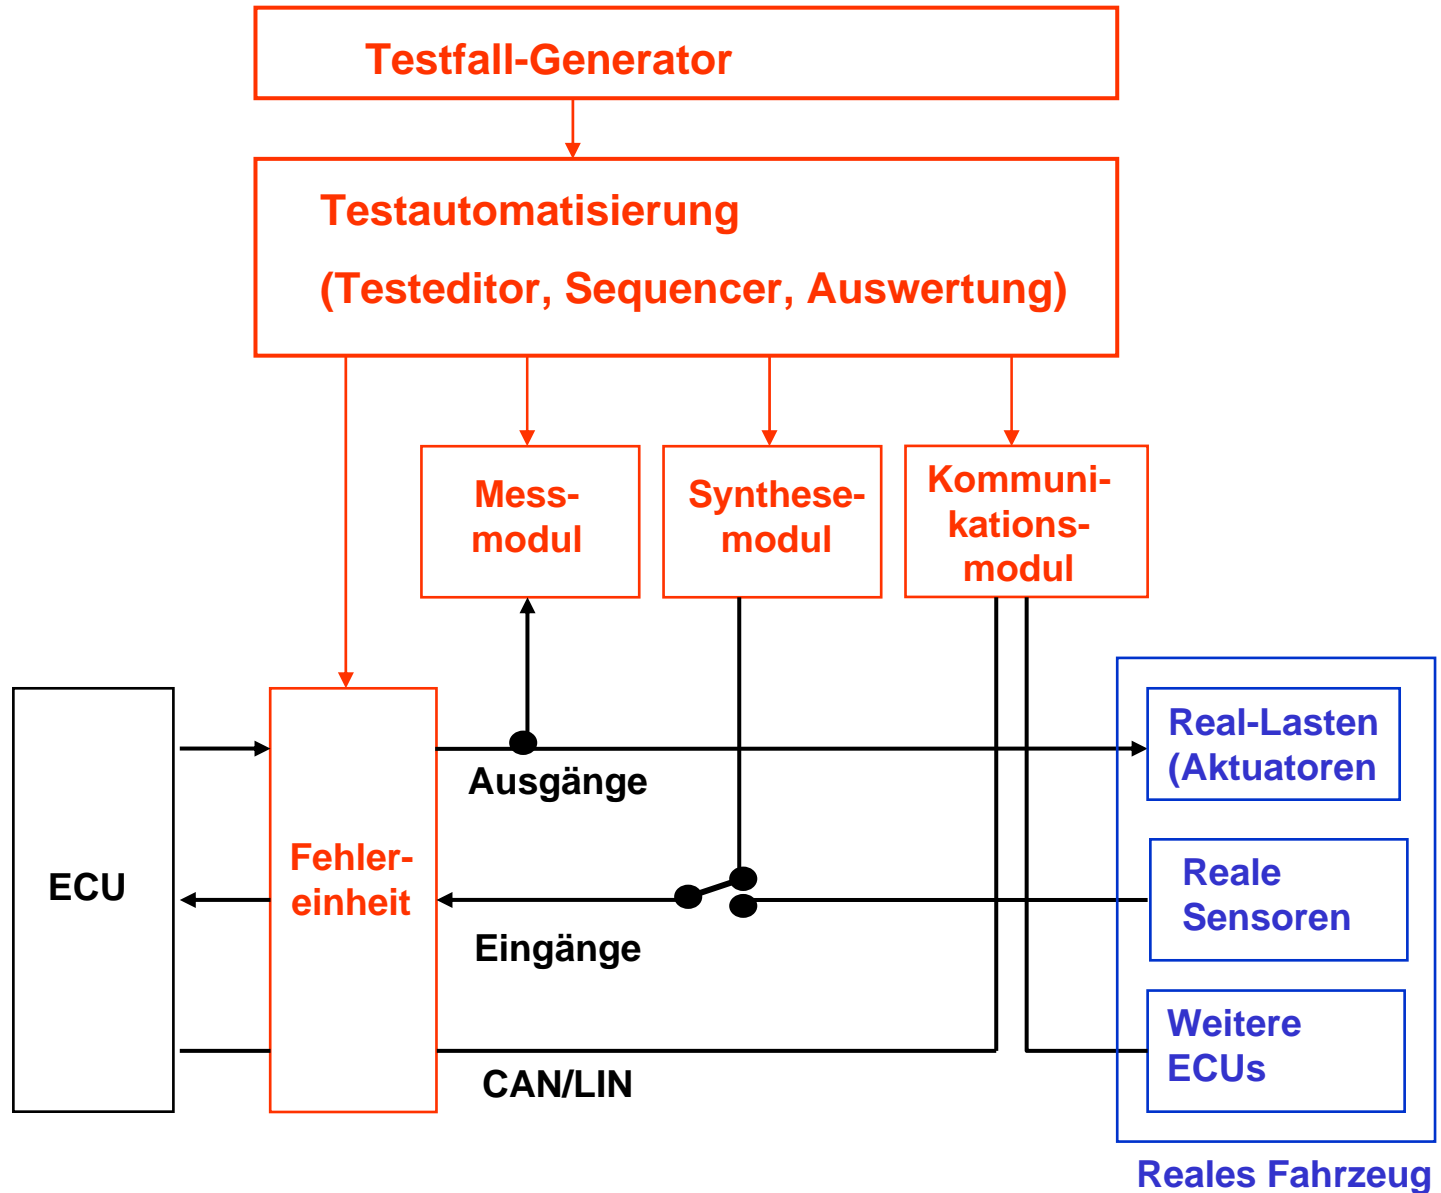 Testfall-Generator
Testautomatisierung
(Testeditor, Sequencer, Auswertung)
Mess-
modul
Synthese-
modul
Kommuni-
kations-
modul
ECU
Fehler-
einheit
Ausgänge
Eingänge
CAN/LIN
Real-Lasten
(Aktuatoren
Reale
Sensoren
Weitere
ECUs
Reales Fahrzeug